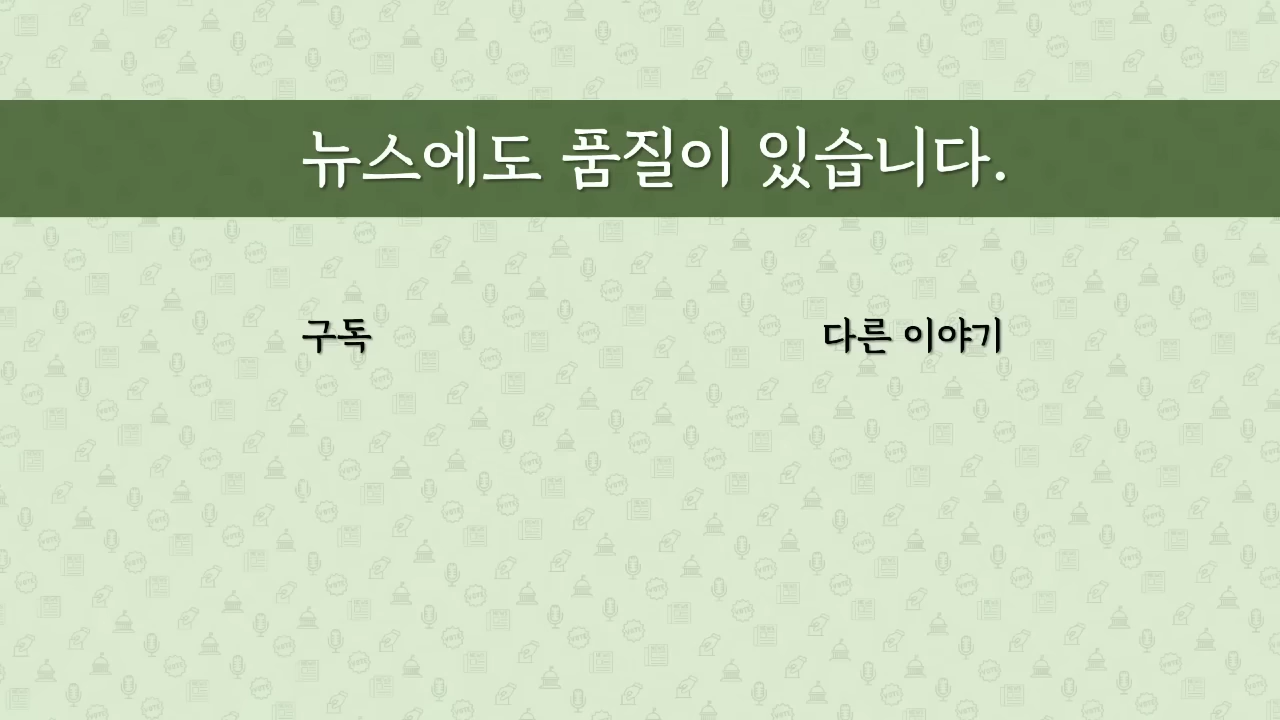 뉴스에도 품질이 있습니다.
구독
다른 이야기